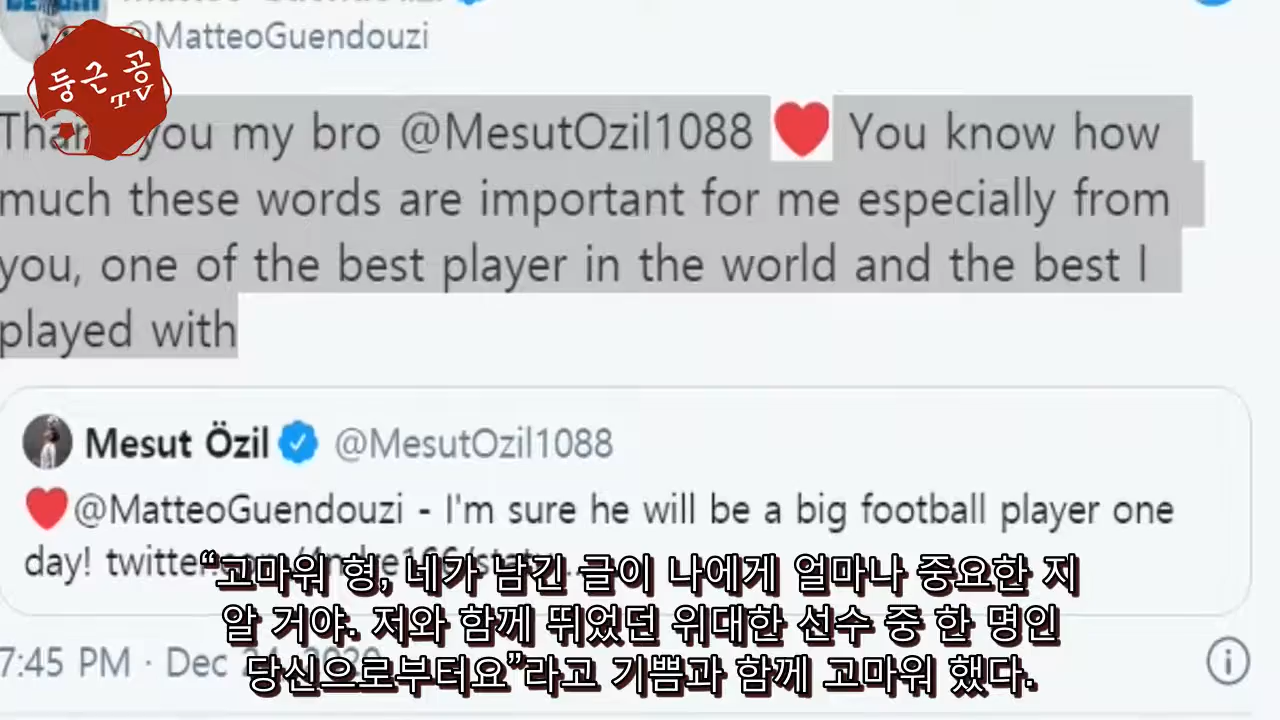 @MatteoGuendouzi
둥근 공
TV
Thank you my bro @MesutOzil1088 ❤️ You know how
much these words are important for me especially from
you, one of the best player in the world and the best I
played with
Mesut Özil @MesutOzil1088
❤️@MatteoGuendouzi - I'm sure he will be a big football player one
day!
“고마워 형, 네가 남긴 글이 나에게 얼마나 중요한 지
알 거야. 저와 함께 뛰었던 위대한 선수 중 한 명인
7:45 PM · Dec
당신으로부터요”라고 기쁨과 함께 고마워 했다.